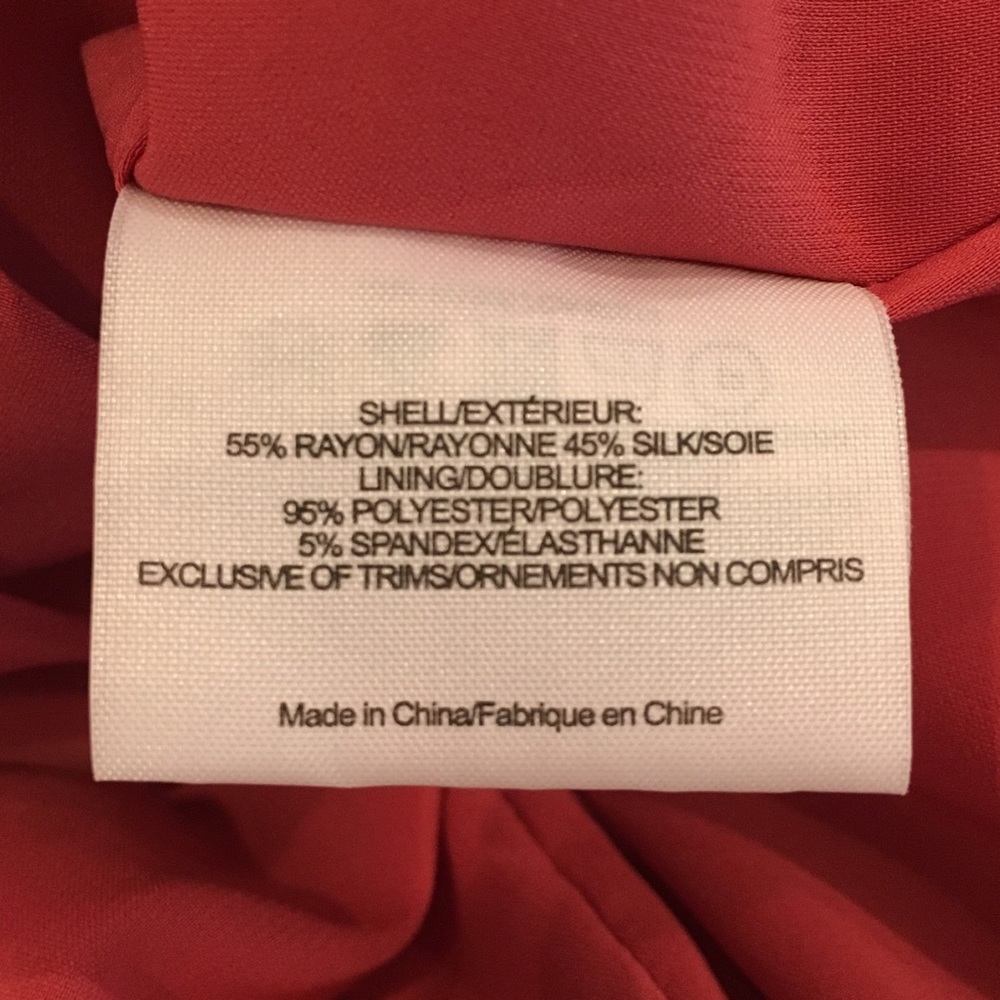 SHELL/EXTÉRIEUR:
55% RAYON/RAYONNE 45% SILK/SOIE
LINING/DOUBLURE:
95% POLYESTER/POLYESTER
5% SPANDEX/ÉLASTHANNE
EXCLUSIVE OF TRIMS/ORNEMENTS NON COMPRIS
Made in China/Fabrique en Chine